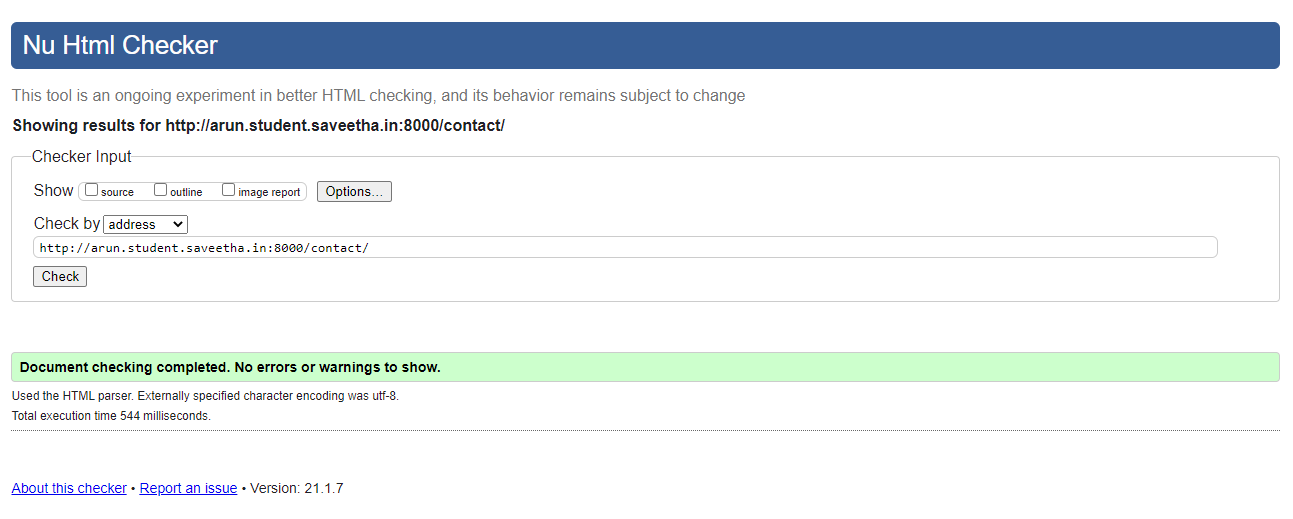 Nu Html Checker
This tool is an ongoing experiment in better HTML checking, and its behavior remains subject to change
Showing results for http://arun.student.saveetha.in:8000/contact/
Checker Input
Show source outline image report Options...
Check by address
http://arun.student.saveetha.in:8000/contact/
Check
Document checking completed. No errors or warnings to show.
Used the HTML parser. Externally specified character encoding was utf-8.
Total execution time 544 milliseconds.
About this checker • Report an issue • Version: 21.1.7